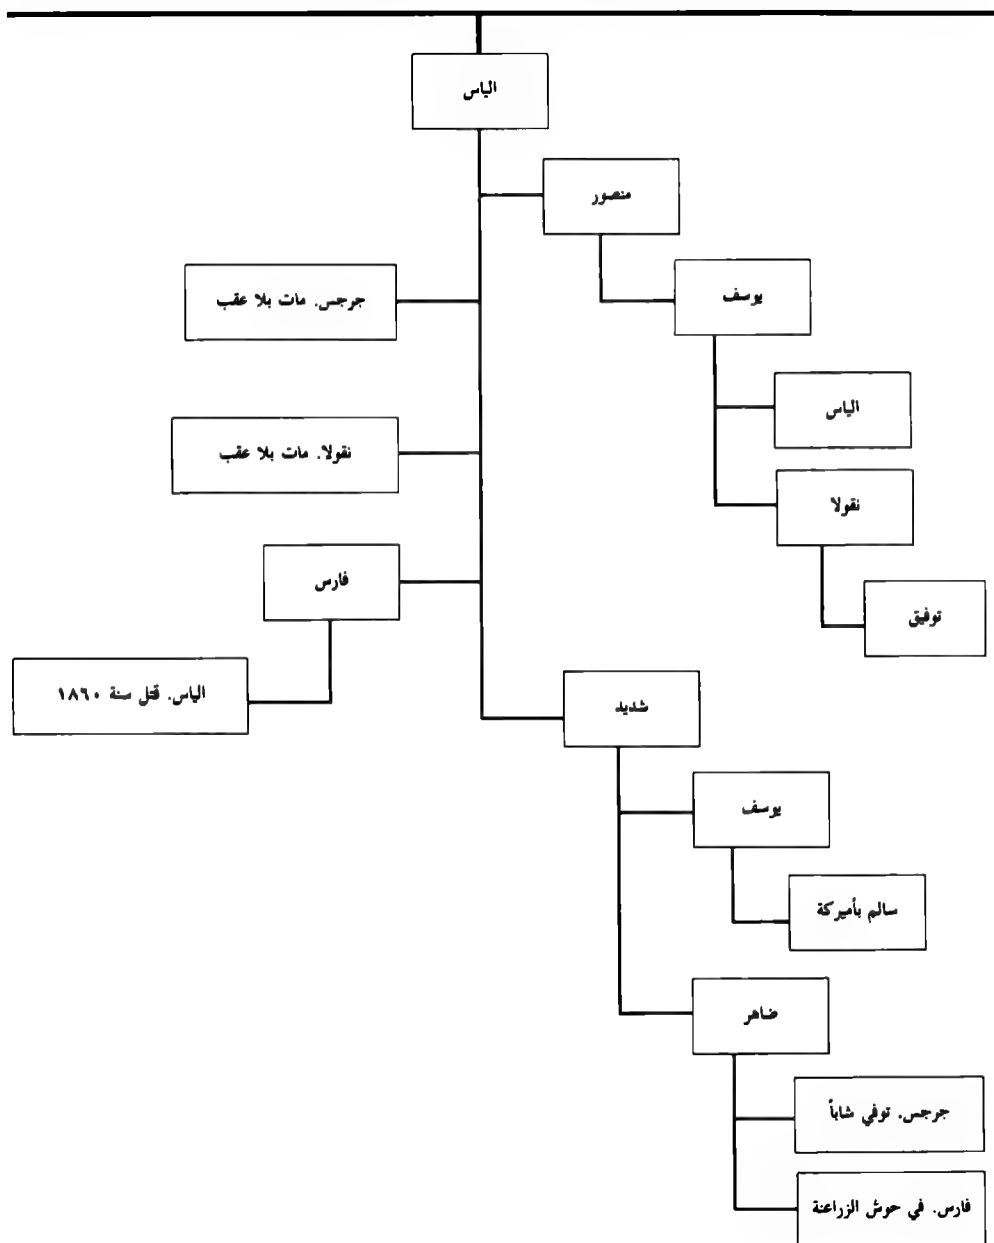 الياس
منصور
يوسف
جرجس. مات بلا عقب
الياس
نقولا. مات بلا عقب
نقولا
فارس
توفيق
الياس. قتل سنة ١٨٦٠
شديد
يوسف
سالم بأميركة
ضاهر
جرجس. توفي شاباً
فارس. في حوش الزراعنة